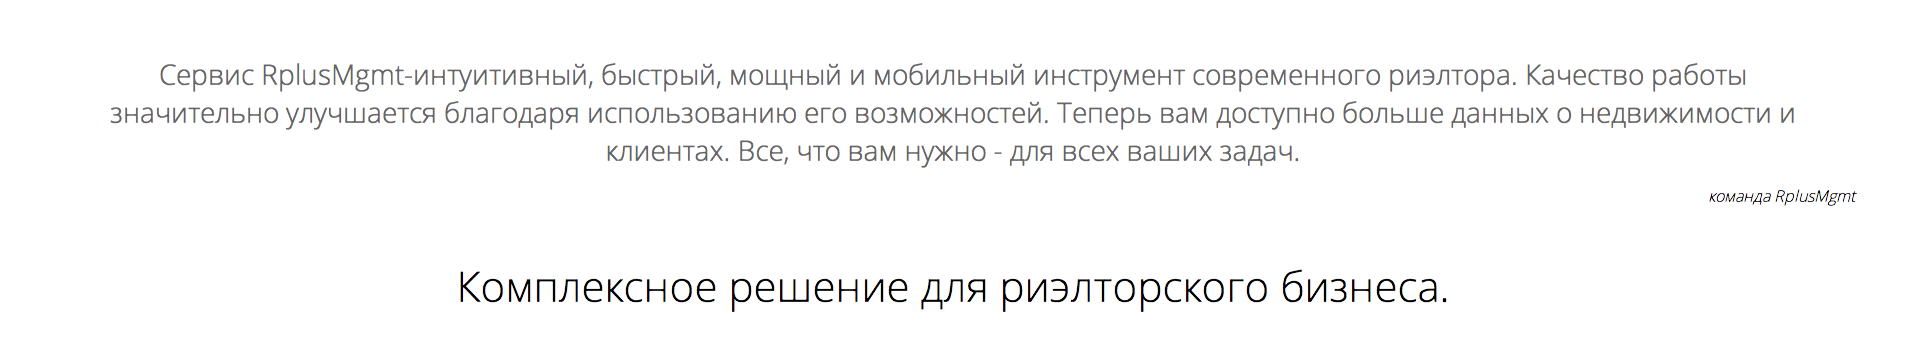 Сервис RplusMgmt-интуитивный, быстрый, мощный и мобильный инструмент современного риэлтора. Качество работы
значительно улучшается благодаря использованию его возможностей. Теперь вам доступно больше данных о недвижимости и
клиентах. Все, что вам нужно - для всех ваших задач.
команда RplusMgmt
Комплексное решение для риэлторского бизнеса.